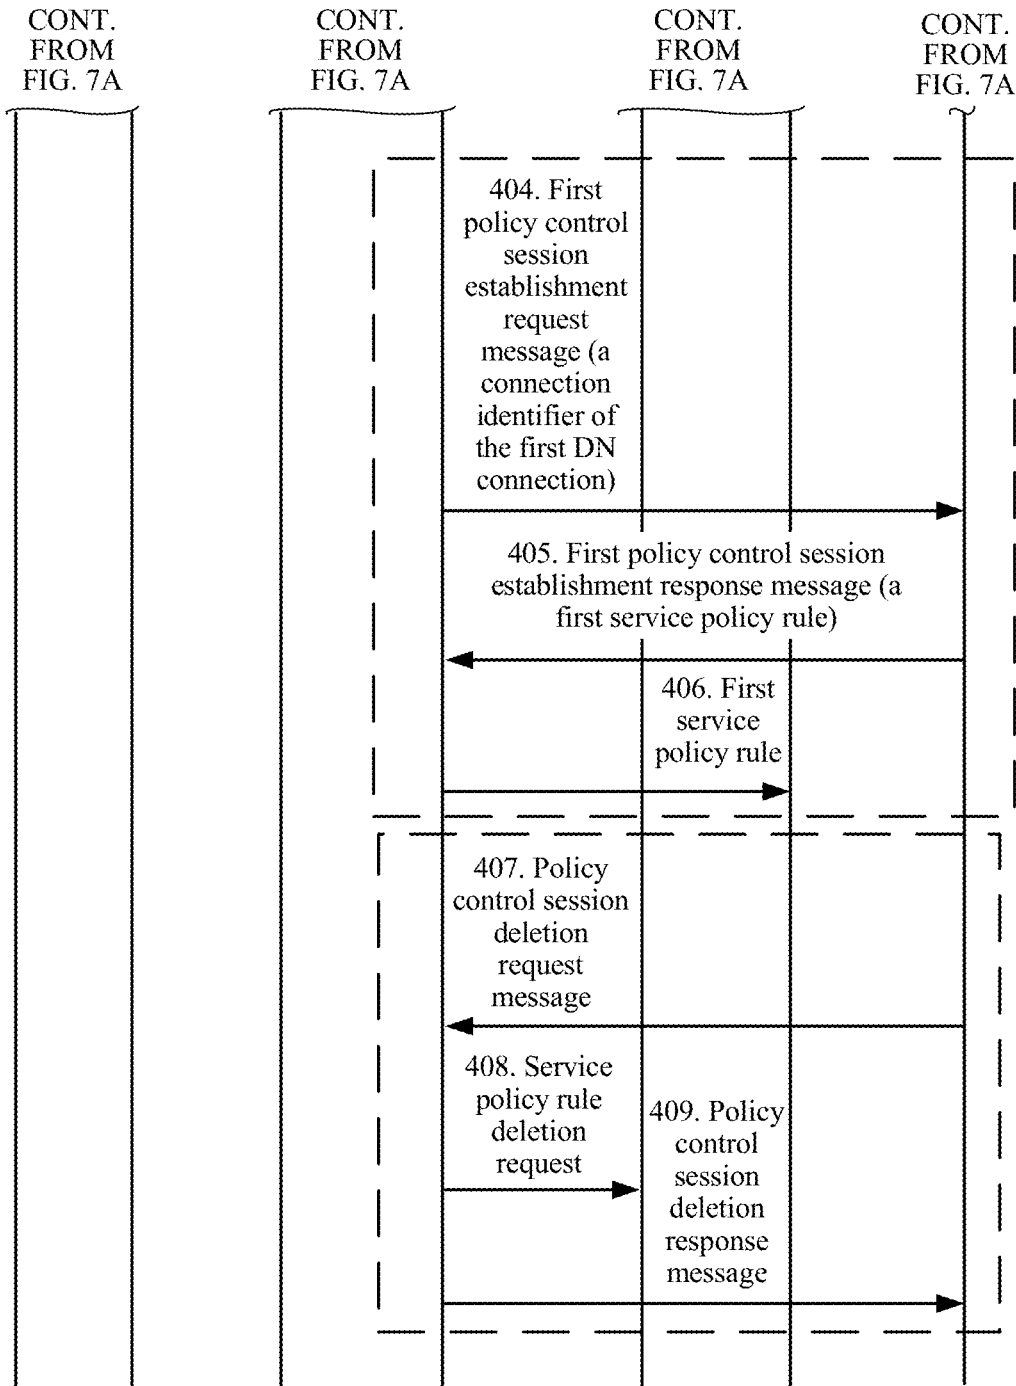 CONT.
FROM
FIG. 7A
CONT.
FROM
FIG. 7A
CONT.
FROM
FIG. 7A
CONT.
FROM
FIG. 7A
404. First
policy control
session
establishment
request
message (a
connection
identifier of
the first DN
connection)
405. First policy control session
establishment response message (a
first service policy rule)
406. First
service
policy rule
407. Policy
control session
deletion
request
message
408. Service
policy rule
deletion
request
409. Policy
control
session
deletion
response
message